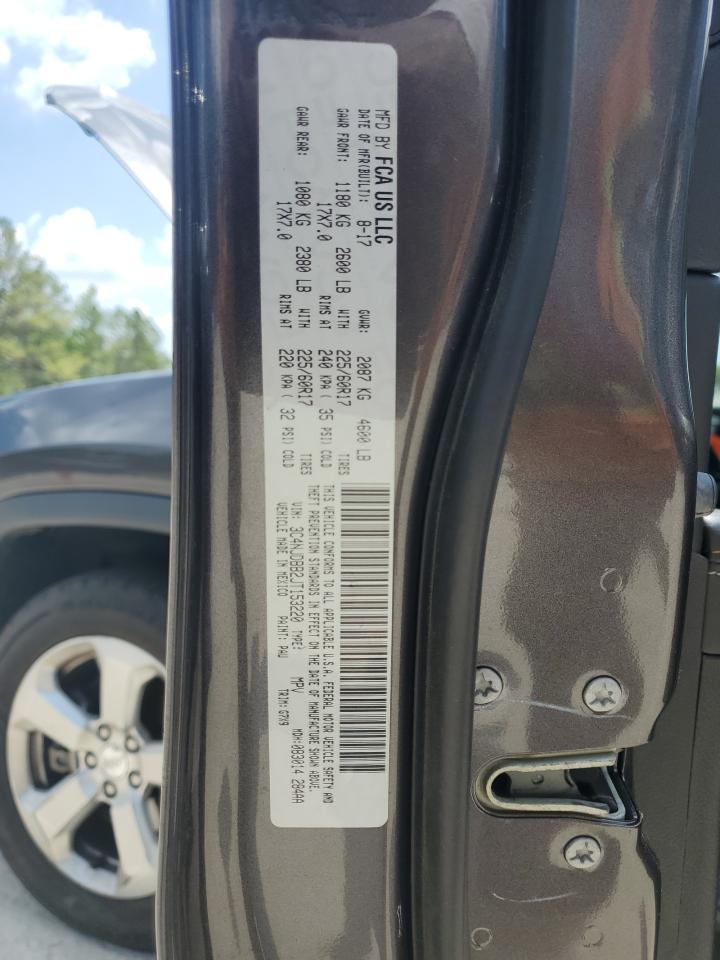 MFD BY FCA US LLC
DATE OF MFR(BUILT): 8-17 GVWR: 2087 KG 4600 LB
GAWR FRONT: 1180 KG 2600 LB WITH 225/60R17 TIRES
17X7.0 RIMS AT 240 KPA ( 35 PSI) COLD
GAWR REAR: 1080 KG 2380 LB WITH 225/60R17 TIRES
17X7.0 RIMS AT 220 KPA ( 32 PSI) COLD
THIS VEHICLE CONFORMS TO ALL APPLICABLE U.S.A. FEDERAL MOTOR VEHICLE SAFETY AND
THEFT PREVENTION STANDARDS IN EFFECT ON THE DATE OF MANUFACTURE SHOWN ABOVE.
VIN: 3C4NJDBB2JT153220 TYPE: MPV MDH:083014 284AA
VEHICLE MADE IN MEXICO PAINT: PAU TRIM: G7X9